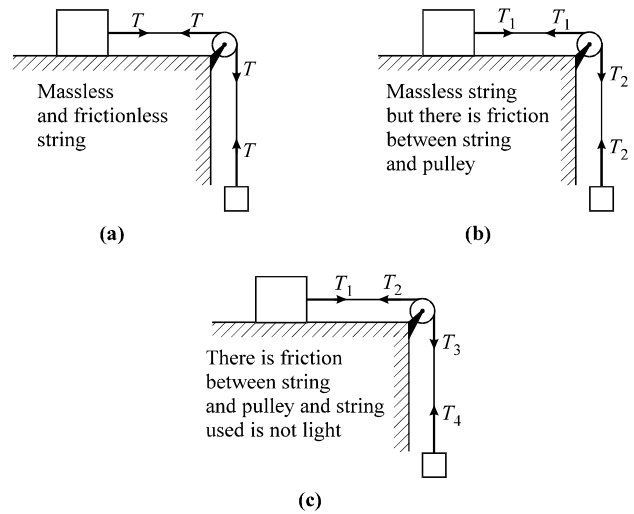 T T
T
Massless
and frictionless
string
T
(a)
T1 T1
T2
Massless string
but there is friction
between string
and pulley
T2
(b)
T1 T2
T3
There is friction
between string
and pulley and string
used is not light
T4
(c)